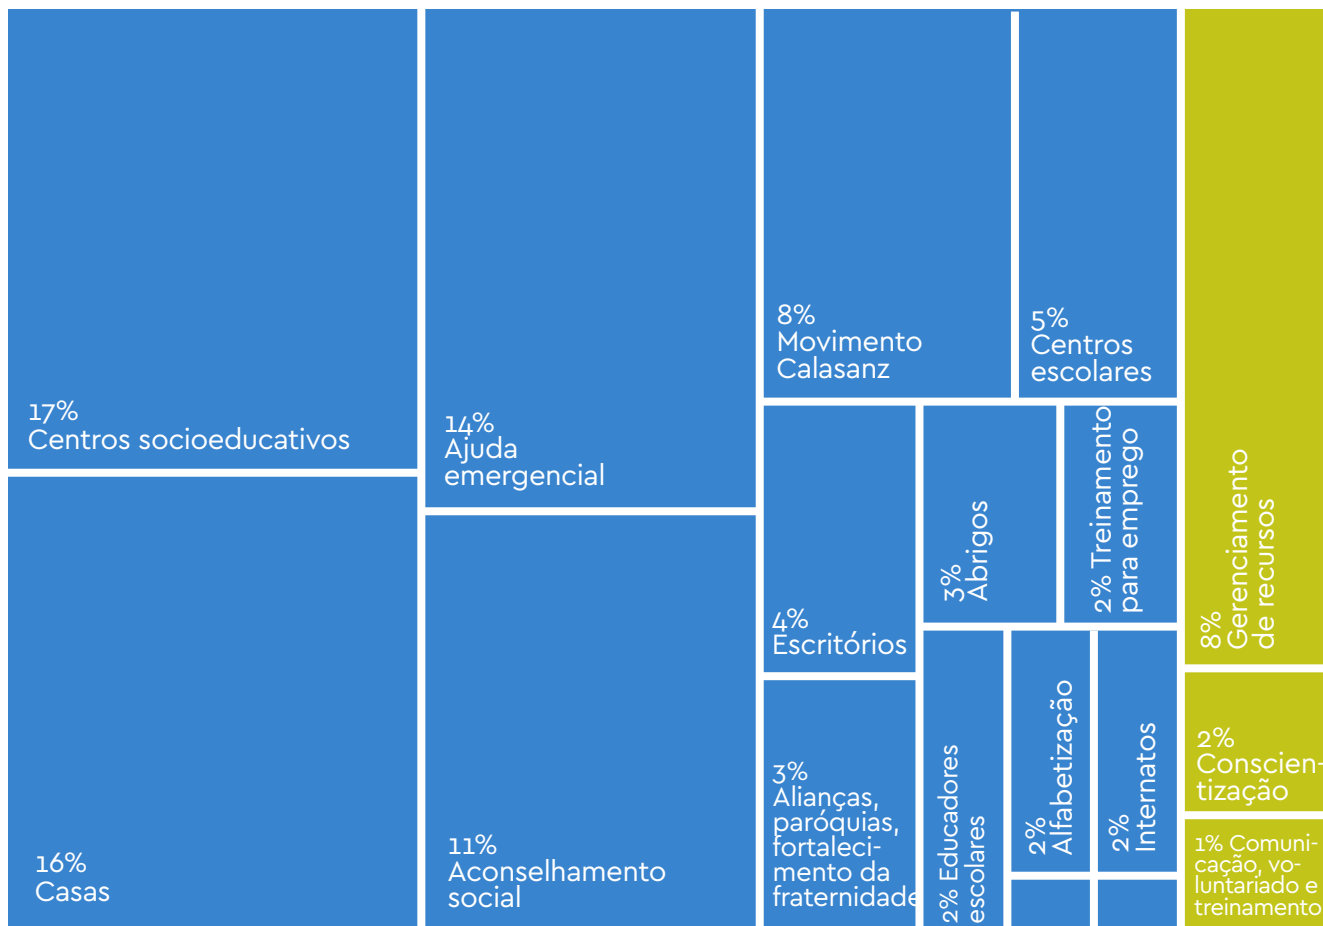 17%
Centros socioeducativos
16%
Casas
14%
Ajuda
emergencial
11%
Aconselhamento
social
8%
Movimento
Calasanz
5%
Centros
escolares
4%
Escritórios
3%
Abrigos
2% Treinamento
para emprego
3%
Alianças,
paróquias,
fortaleci-
mento da
fraternidade
2% Educadores
escolares
2%
Alfabetização
2%
Internatos
8%
Gerenciamento
de recursos
2%
Conscien-
tização
1% Comuni-
cação, vo-
luntariado e
treinamento